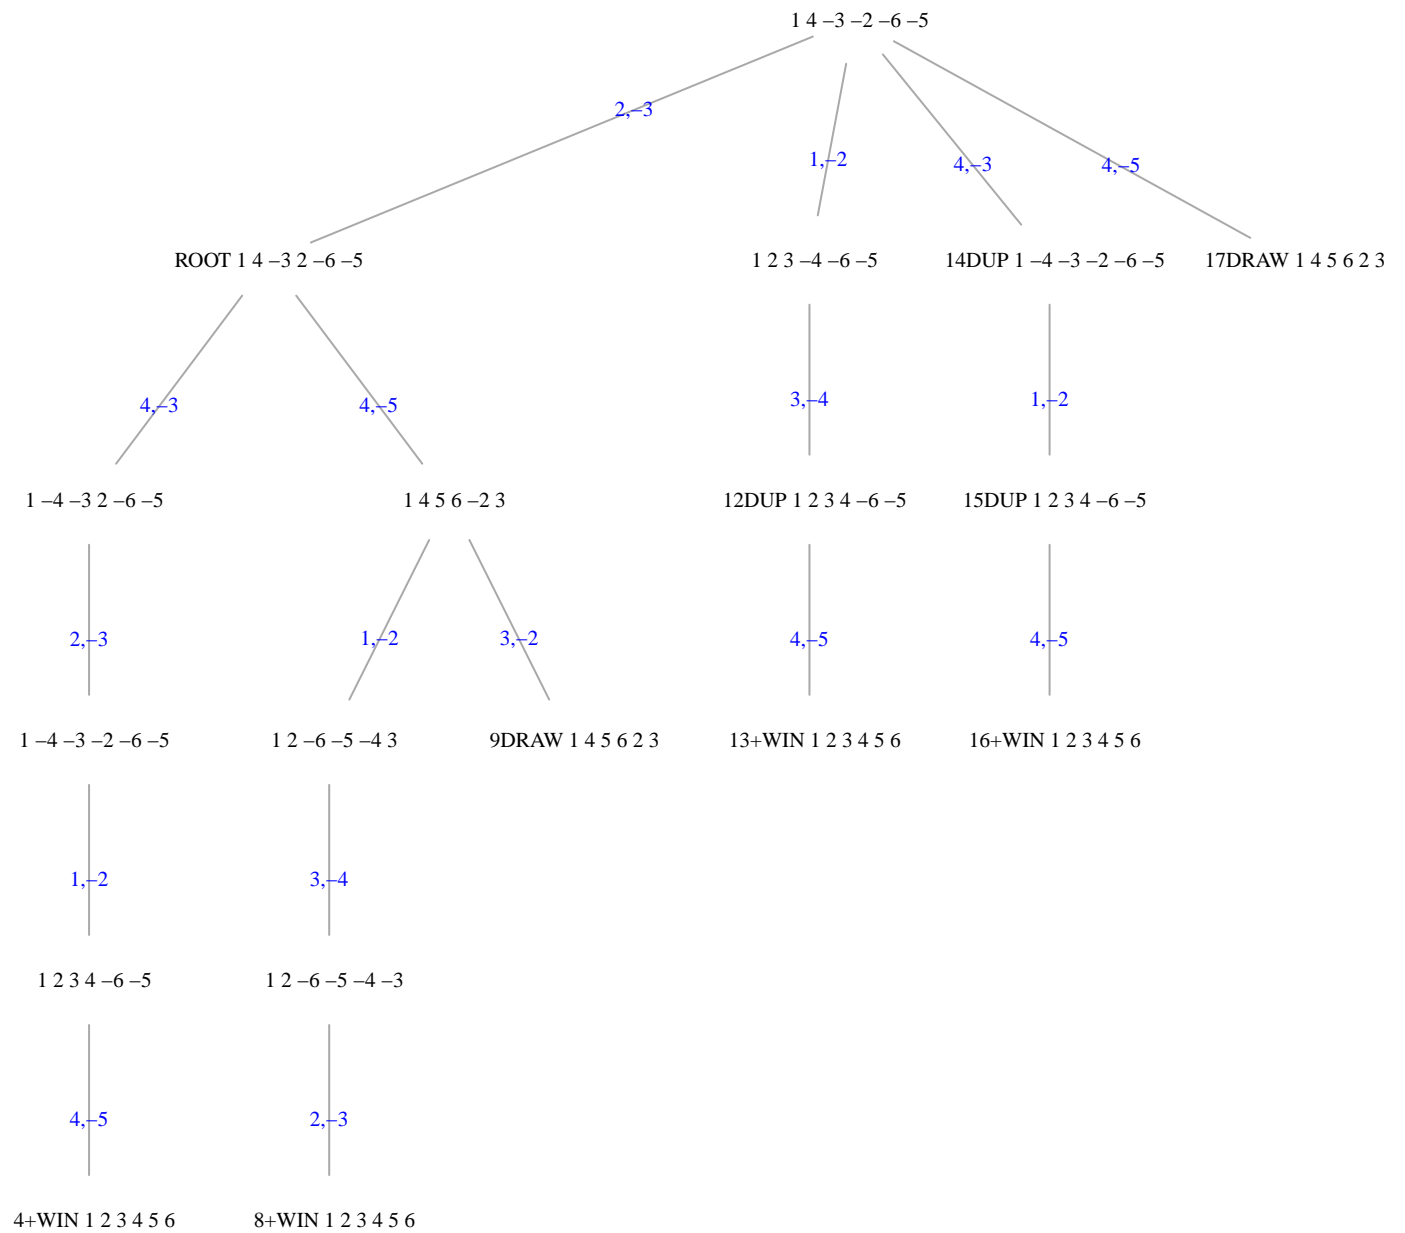 1 4 –3 –2 –6 –5
2,–3
1,–2
4,–3
4,–5
ROOT 1 4 –3 2 –6 –5
1 2 3 –4 –6 –5
14DUP 1 –4 –3 –2 –6 –5
17DRAW 1 4 5 6 2 3
4,–3
4,–5
3,–4
1,–2
1 –4 –3 2 –6 –5
1 4 5 6 –2 3
12DUP 1 2 3 4 –6 –5
15DUP 1 2 3 4 –6 –5
2,–3
1,–2
3,–2
4,–5
4,–5
1 –4 –3 –2 –6 –5
1 2 –6 –5 –4 3
9DRAW 1 4 5 6 2 3
13+WIN 1 2 3 4 5 6
16+WIN 1 2 3 4 5 6
1,–2
3,–4
1 2 3 4 –6 –5
1 2 –6 –5 –4 –3
4,–5
2,–3
4+WIN 1 2 3 4 5 6
8+WIN 1 2 3 4 5 6